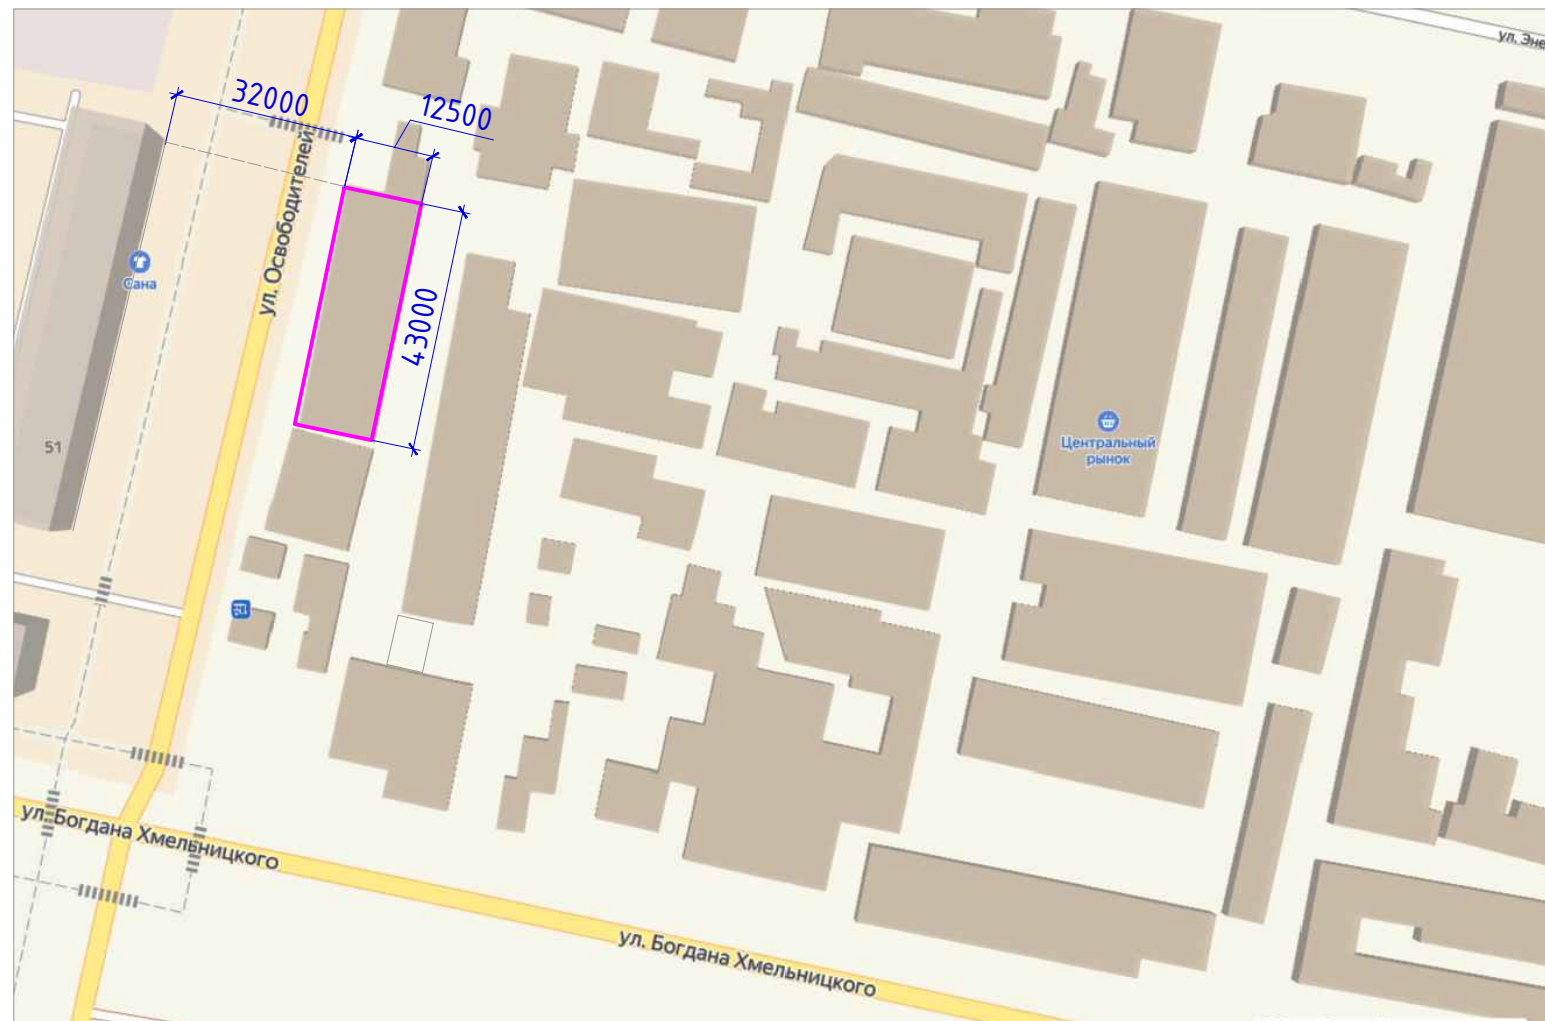 ул. Эне
32000
12500
ул. Освободителей
Сана
43000
51
Центральный
рынок
ул. Богдана Хмельницкого
ул. Богдана Хмельницкого